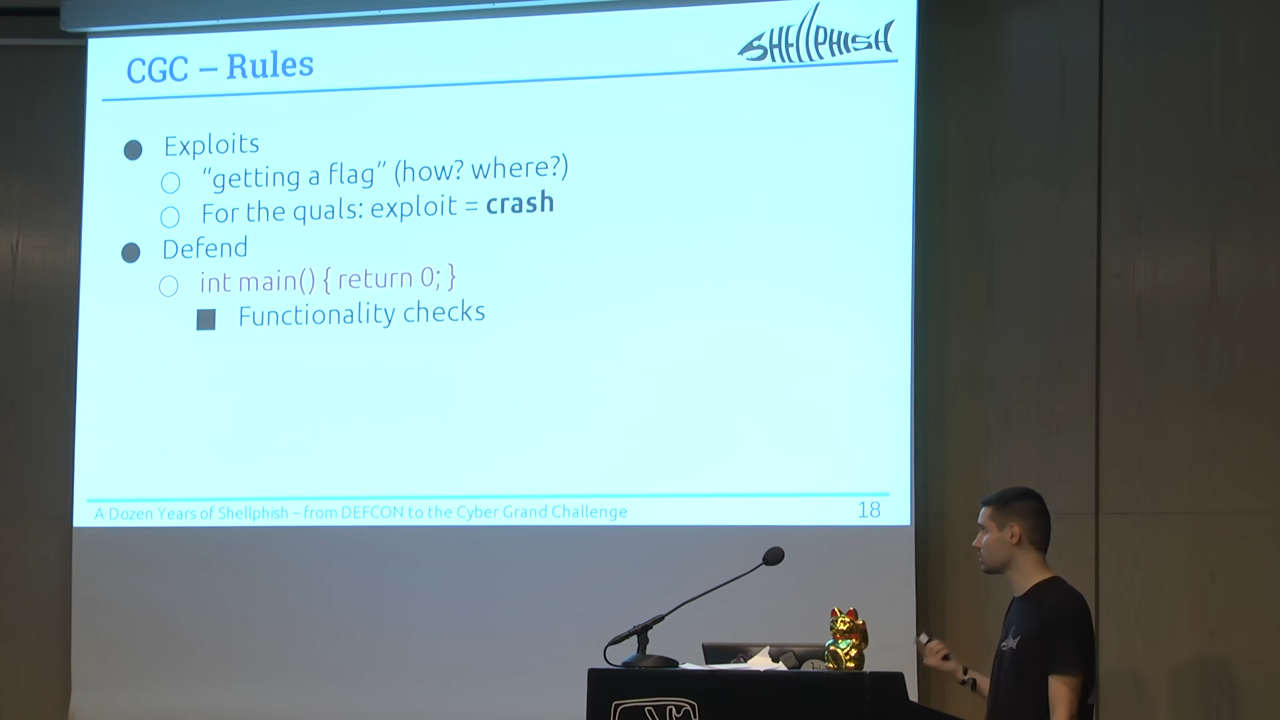 CGC – Rules
SHELLPHISH
Exploits
“getting a flag” (how? where?)
For the quals: exploit = crash
Defend
int main() { return 0; }
Functionality checks
A Dozen Years of Shellphish – from DEFCON to the Cyber Grand Challenge
18